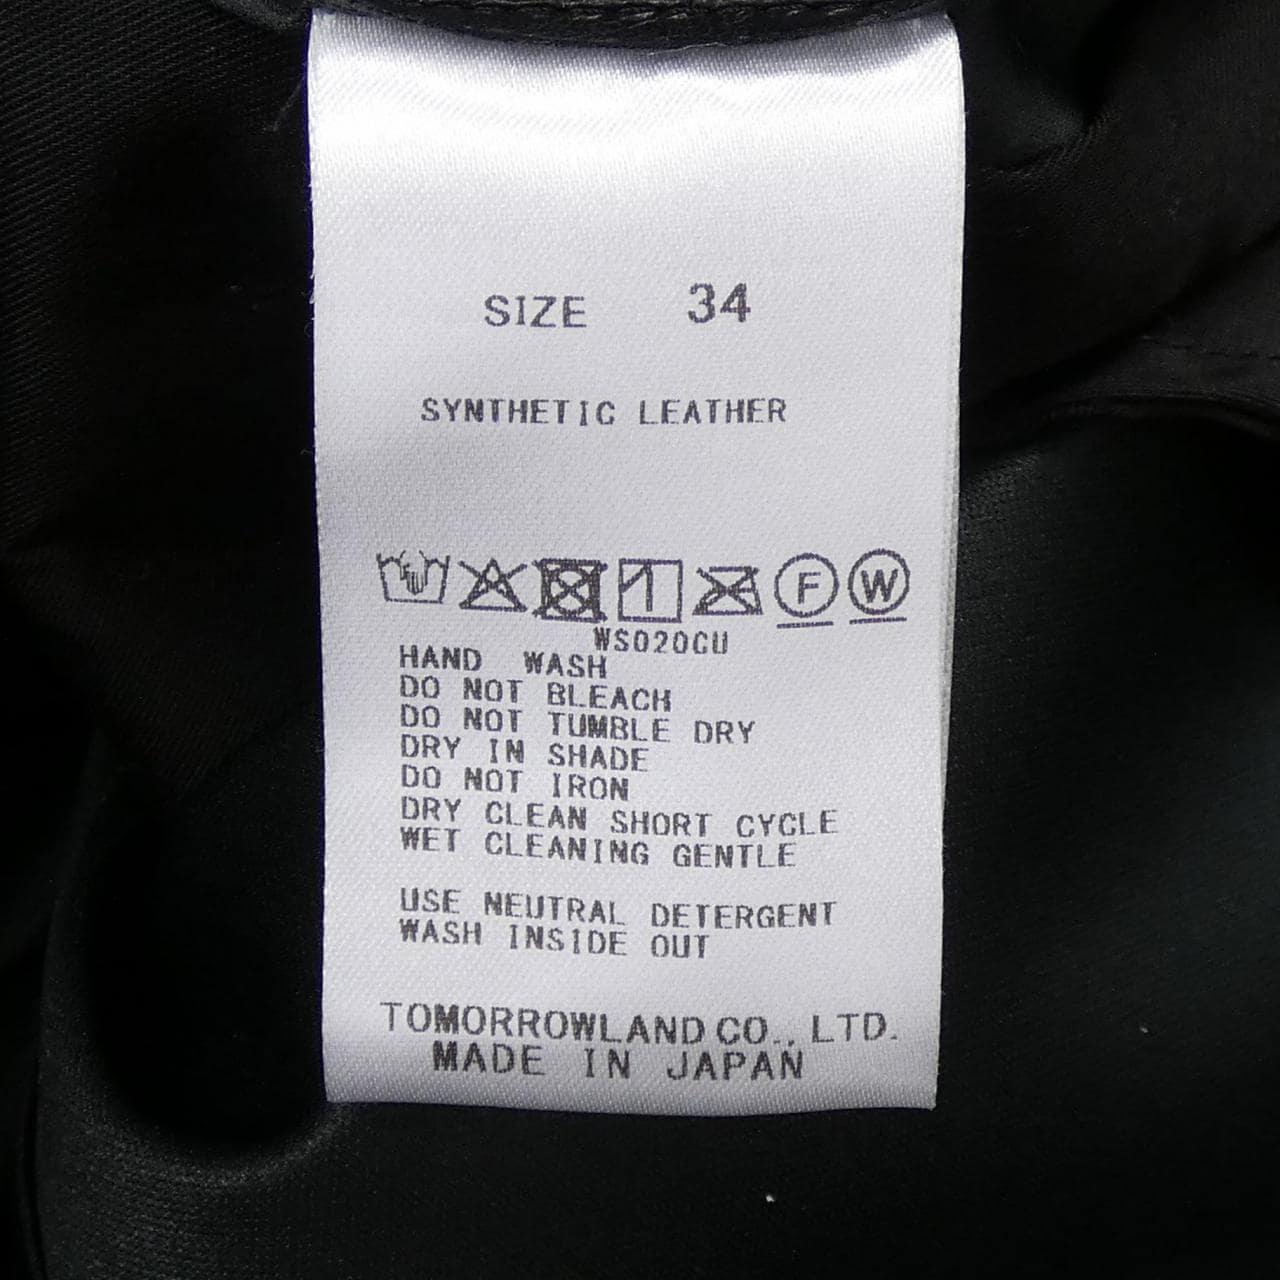 SIZE 34
SYNTHETIC LEATHER
1 F W
WS020CU
HAND WASH
DO NOT BLEACH
DO NOT TUMBLE DRY
DRY IN SHADE
DO NOT IRON
DRY CLEAN SHORT CYCLE
WET CLEANING GENTLE
USE NEUTRAL DETERGENT
WASH INSIDE OUT
TOMORROWLAND CO., LTD.
MADE IN JAPAN